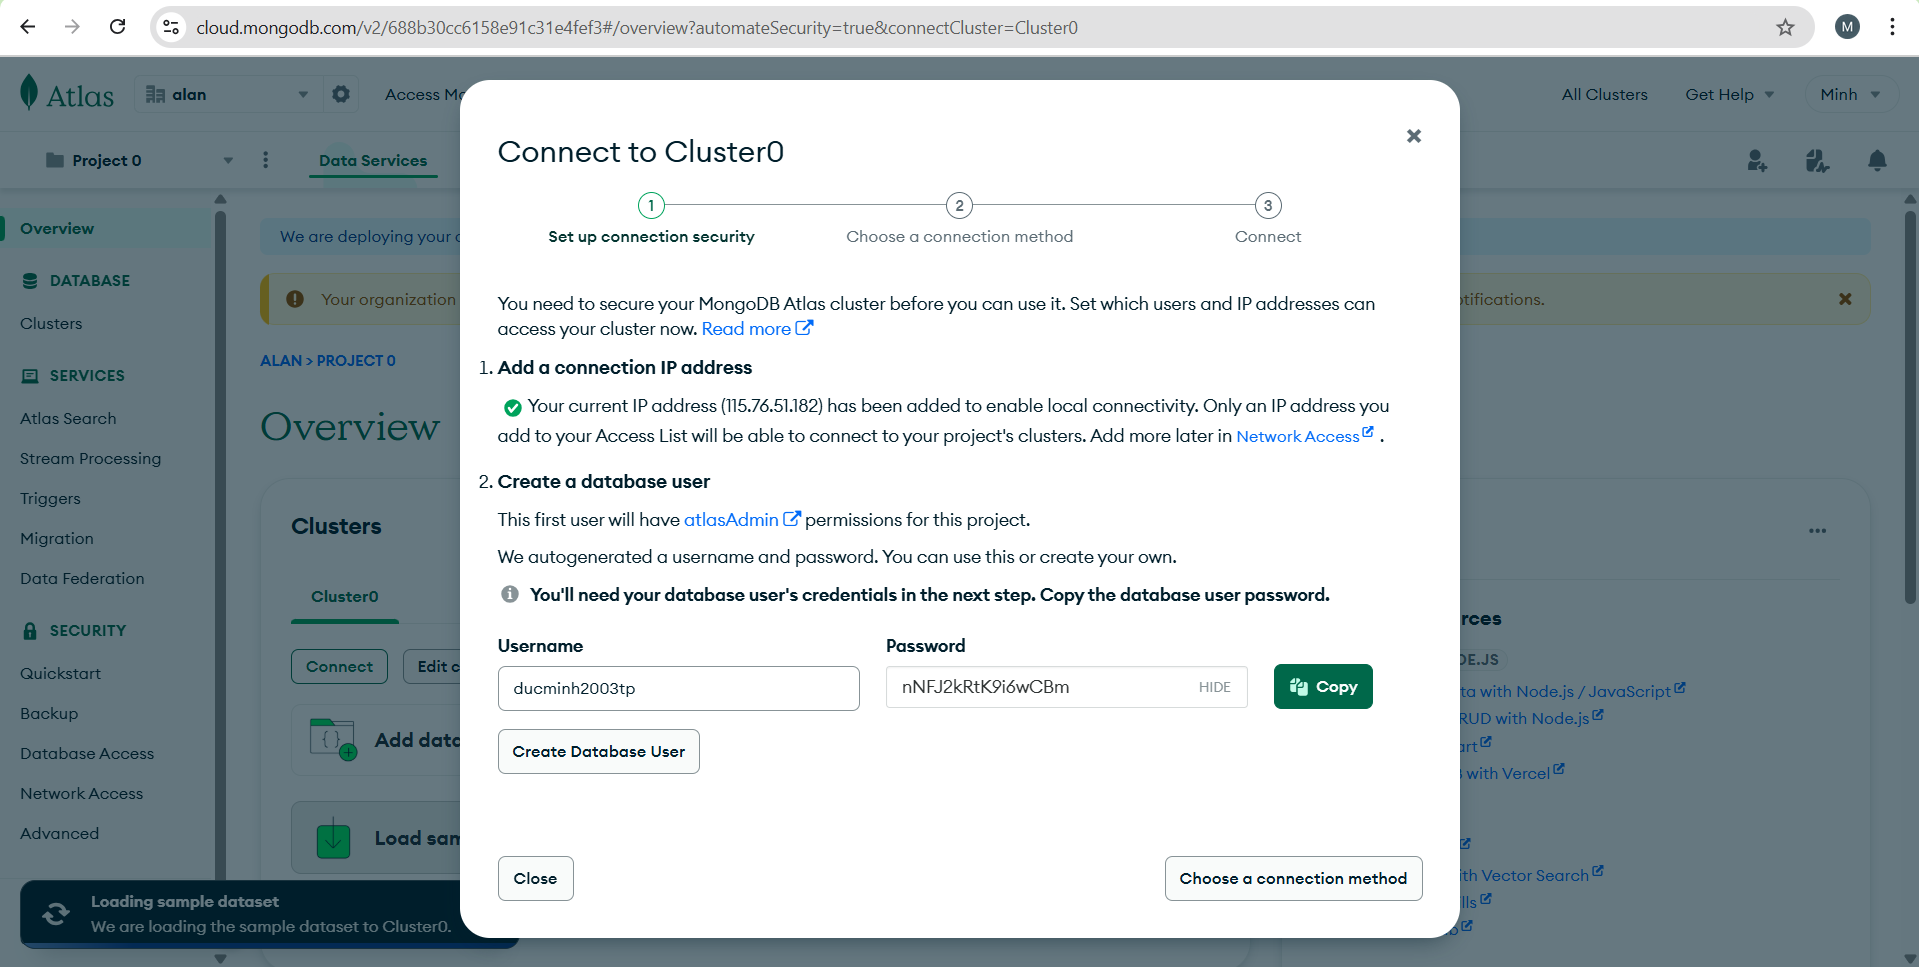 cloud.mongodb.com/v2/688b30cc6158e91c31e4fef3#/overview?automateSecurity=true&connectCluster=Cluster0
M
Atlas
alan
Access
All Clusters
Get Help
Minh
Project 0
Data Services
Overview
DATABASE
Clusters
SERVICES
Atlas Search
Stream Processing
Triggers
Migration
Data Federation
SECURITY
Quickstart
Backup
Database Access
Network Access
Advanced
We are deploying your
Your organization
notifications.
ALAN > PROJECT 0
Overview
Clusters
Cluster0
Connect
Edit
Add
Load
NODE.JS
with Node.js / JavaScript
CRUD with Node.js
with Vercel
with Vector Search
Loading sample dataset
We are loading the sample dataset to Cluster0.
Connect to Cluster0
1
2
3
Set up connection security
Choose a connection method
Connect
You need to secure your MongoDB Atlas cluster before you can use it. Set which users and IP addresses can
access your cluster now. Read more
1. Add a connection IP address
Your current IP address (115.76.51.182) has been added to enable local connectivity. Only an IP address you
add to your Access List will be able to connect to your project's clusters. Add more later in Network Access .
2. Create a database user
This first user will have atlasAdmin permissions for this project.
We autogenerated a username and password. You can use this or create your own.
You'll need your database user's credentials in the next step. Copy the database user password.
Username
Password
ducminh2003tp
nNFJ2kRtK9i6wCBm
HIDE
Copy
Create Database User
Close
Choose a connection method